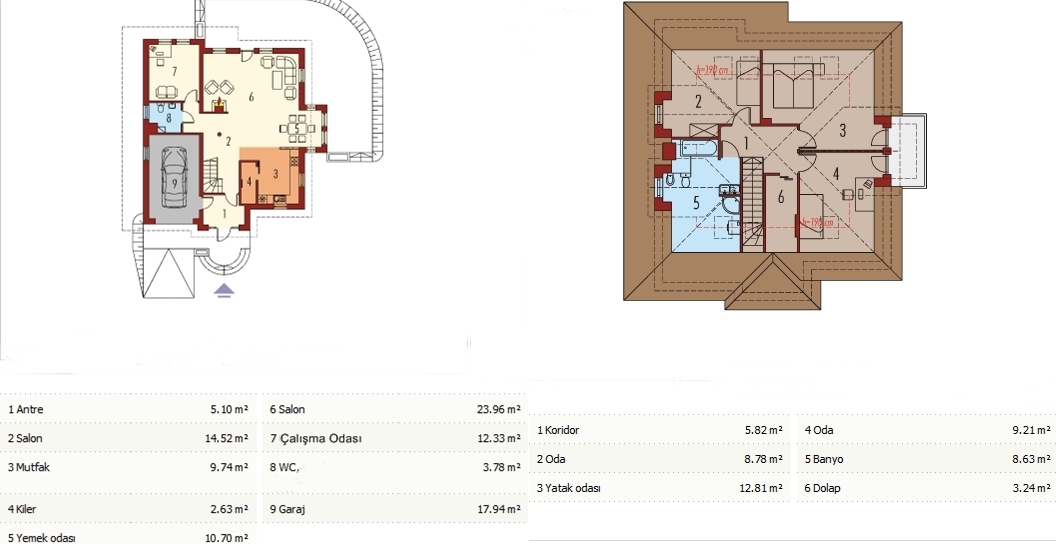 7
6
8
5
2
9
4
3
1
h=190 cm
2
3
1
4
5
6
h=190 cm
1 Antre 5.10 m²
2 Salon 14.52 m²
3 Mutfak 9.74 m²
4 Kiler 2.63 m²
5 Yemek odası 10.70 m²
6 Salon 23.96 m²
7 Çalışma Odası 12.33 m²
8 WC, 3.78 m²
9 Garaj 17.94 m²
1 Koridor 5.82 m²
2 Oda 8.78 m²
3 Yatak odası 12.81 m²
4 Oda 9.21 m²
5 Banyo 8.63 m²
6 Dolap 3.24 m²